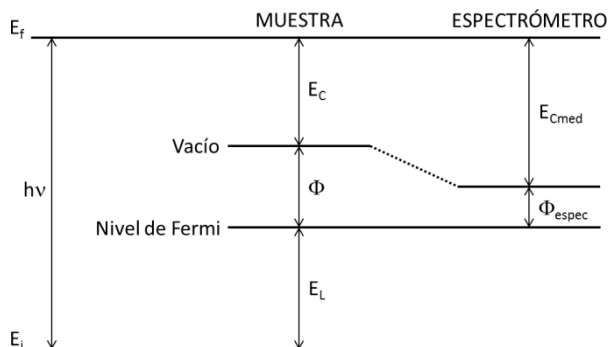 MUESTRA ESPECTRÓMETRO
E_f
E_C
E_Cmed
Vacío
hν
Φ
Φ_espec
Nivel de Fermi
E_L
E_i